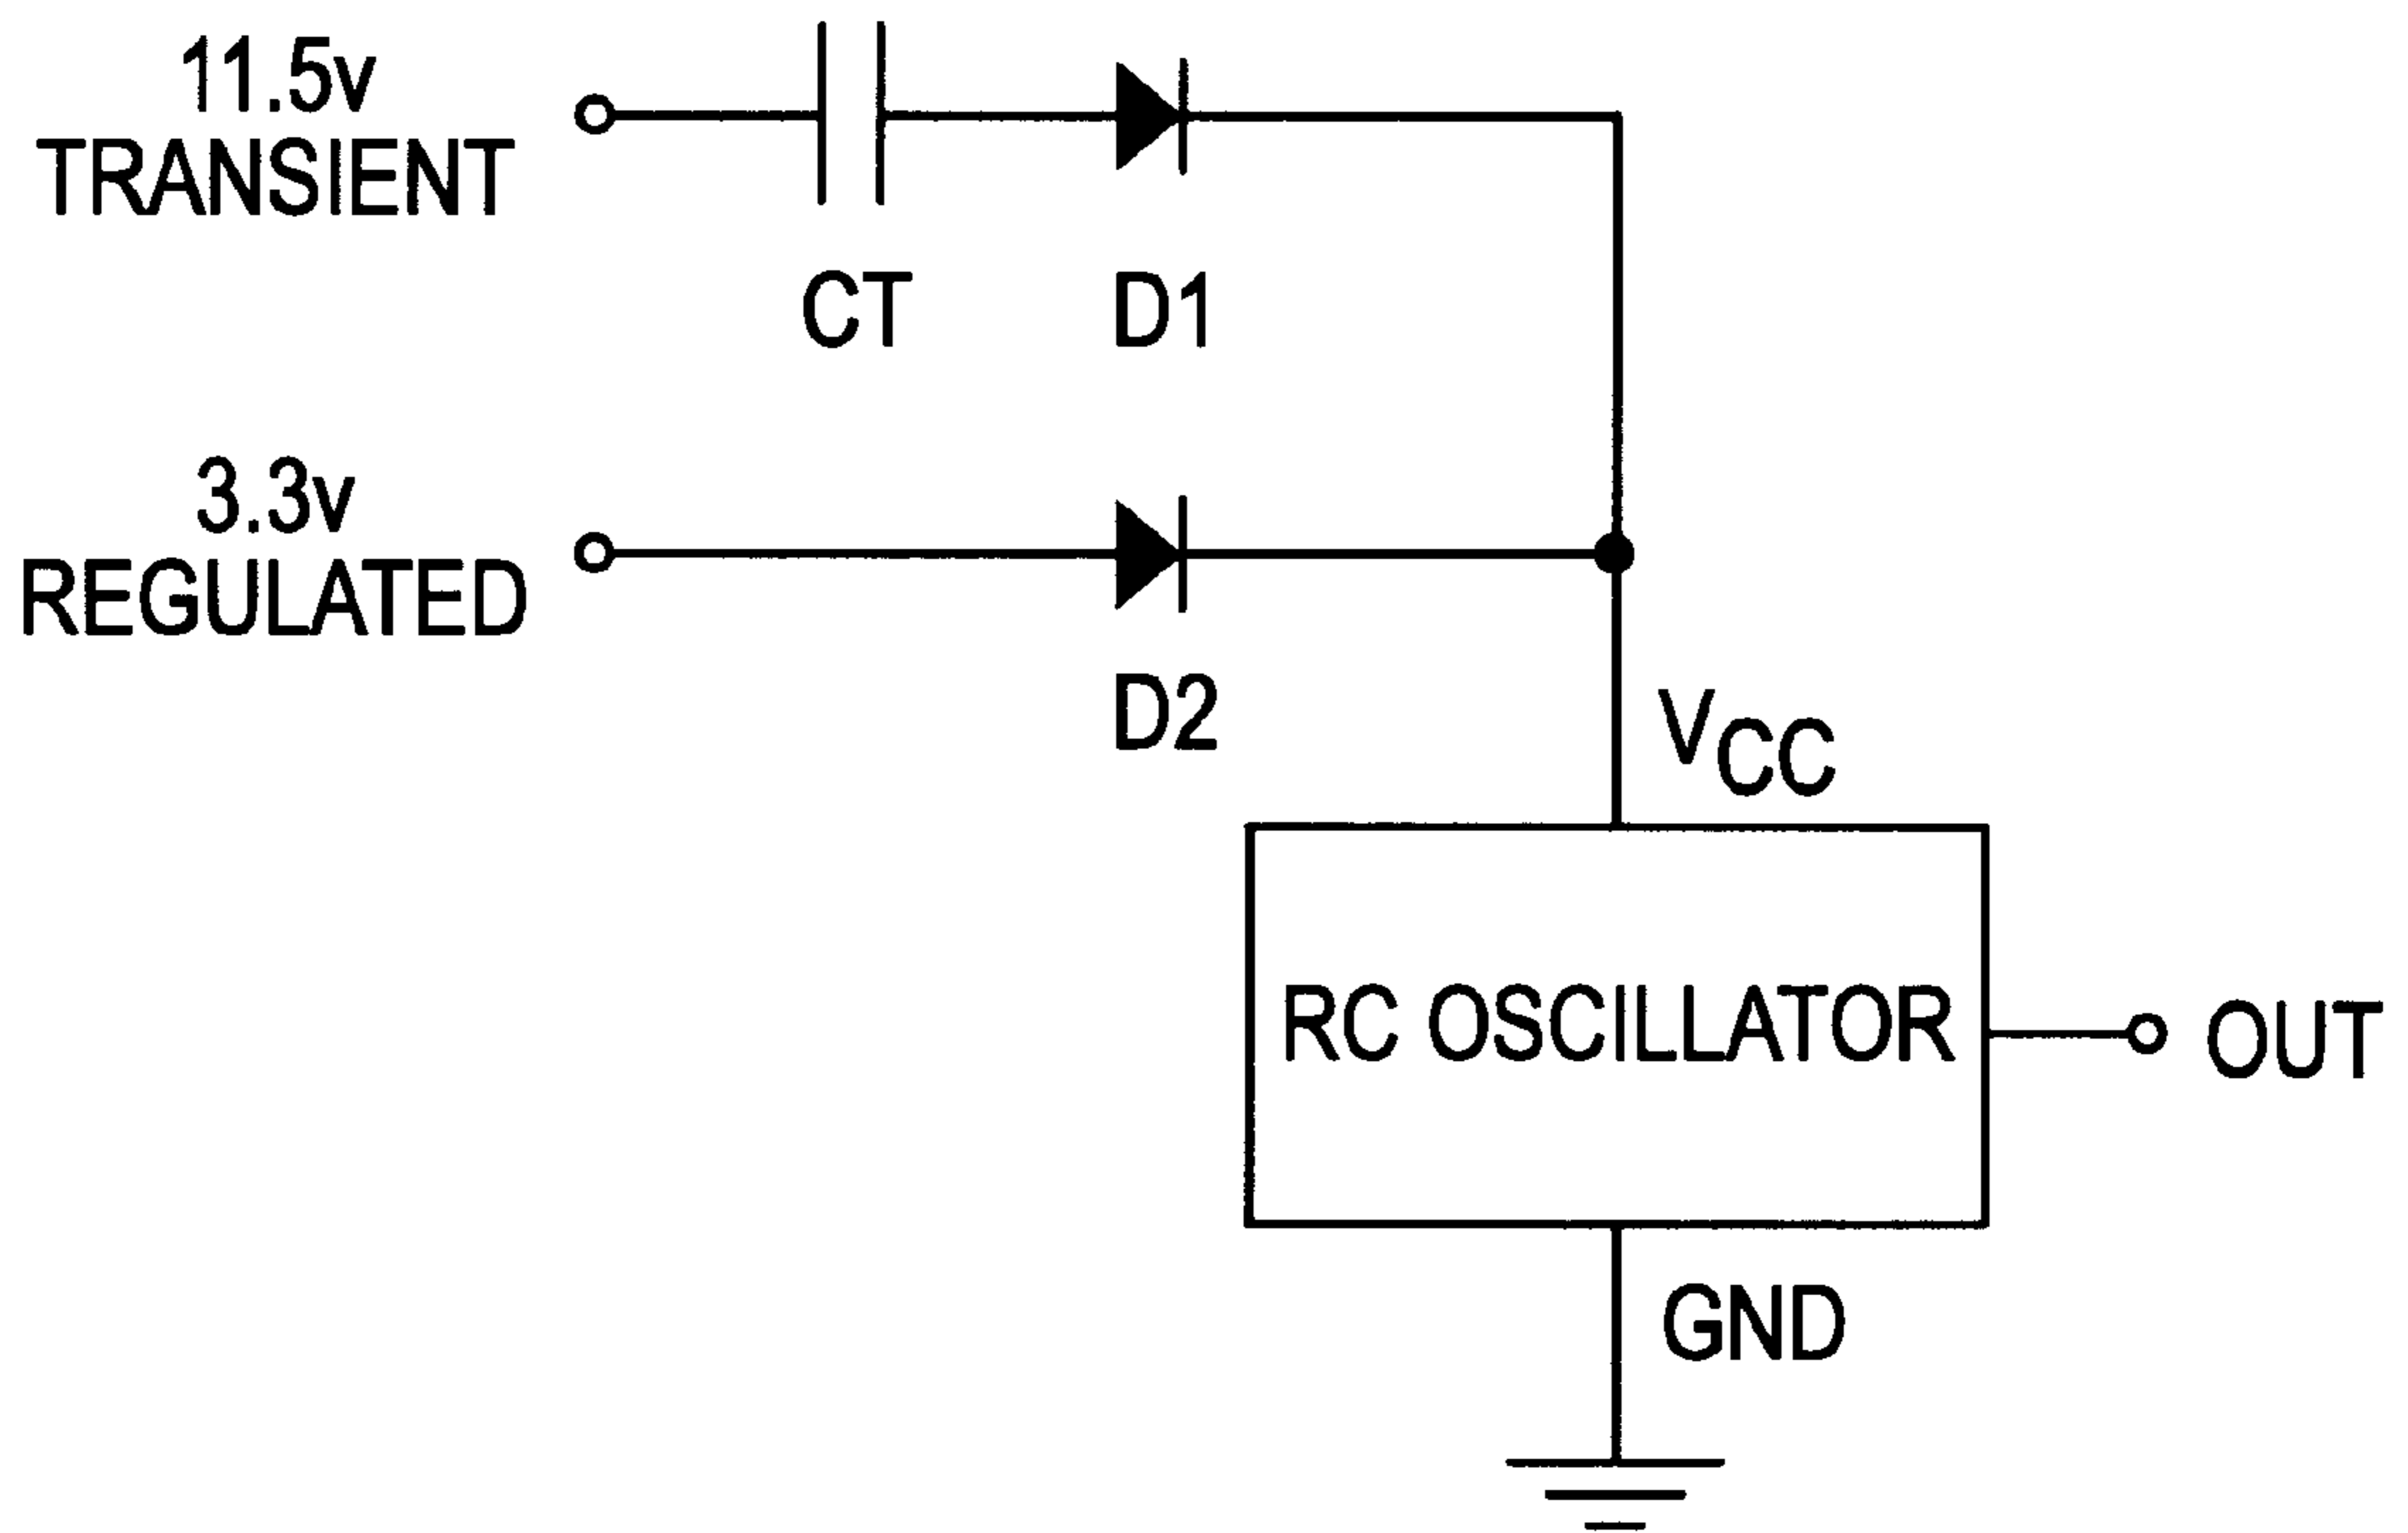 11.5v
TRANSIENT
CT
D1
3.3v
REGULATED
D2
VCC
RC OSCILLATOR
OUT
GND